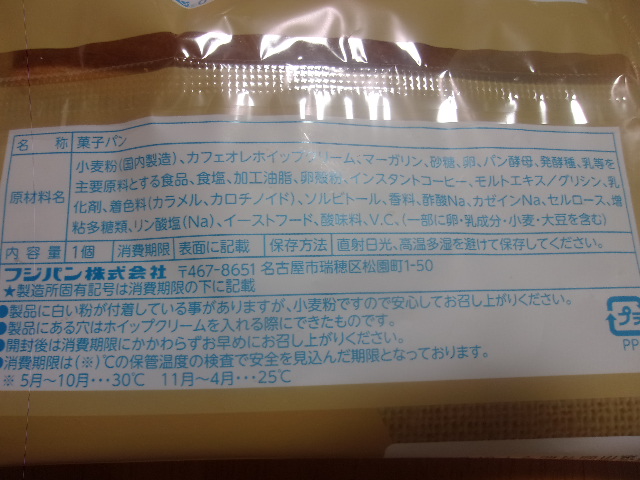 名 称 菓子パン
原材料名 小麦粉(国内製造)、カフェオレホイップクリーム、マーガリン、砂糖、卵、パン酵母、発酵種、乳等を
主要原料とする食品、食塩、加工油脂、卵殻粉、インスタントコーヒー、モルトエキス/グリシン、乳
化剤、着色料(カラメル、カロチノイド)、ソルビトール、香料、酢酸Na、カゼインNa、セルロース、増
粘多糖類、リン酸塩(Na)、イーストフード、酸味料、V.C、(一部に卵・乳成分・小麦・大豆を含む)
内容量 1個 消費期限 表面に記載 保存方法 直射日光、高温多湿を避けて保存してください。
フジパン株式会社 〒467-8651 名古屋市瑞穂区松園町1-50
★製造所固有記号は消費期限の下に記載
●製品に白い粉が付着している事がありますが、小麦粉ですので安心してお召し上がりください。
●製品にある穴はホイップクリームを入れる際にできたものです。
●開封後は消費期限にかかわらずお早めにお召し上がりください。
●消費期限は(※)℃の保管温度の検査で安全を見込んだ期限となっております。
※ 5月～10月・・・30℃ 11月～4月・・・25℃
プラ
PP